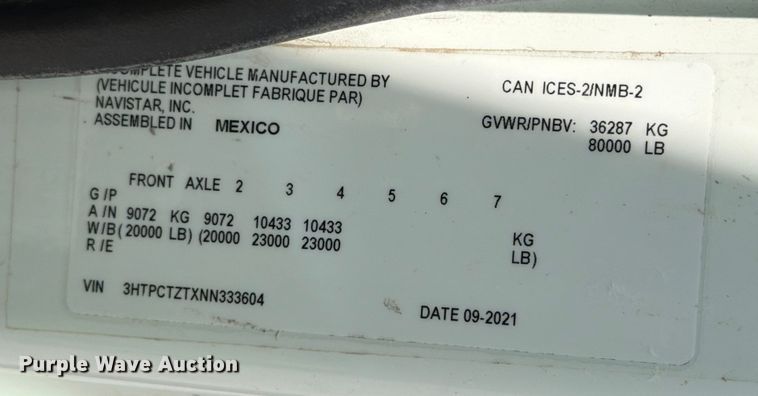 COMPLETE VEHICLE MANUFACTURED BY
(VEHICULE INCOMPLET FABRIQUE PAR)
NAVISTAR, INC.
ASSEMBLED IN MEXICO
CAN ICES-2/NMB-2
GVWR/PNBV: 36287 KG
80000 LB
FRONT AXLE 2 3 4 5 6 7
G/P
A/N 9072 KG 9072 10433 10433 KG
W/B( 20000 LB) (20000 23000 23000 LB)
R/E
VIN 3HTPCTZTXNN333604
DATE 09-2021
Purple Wave Auction